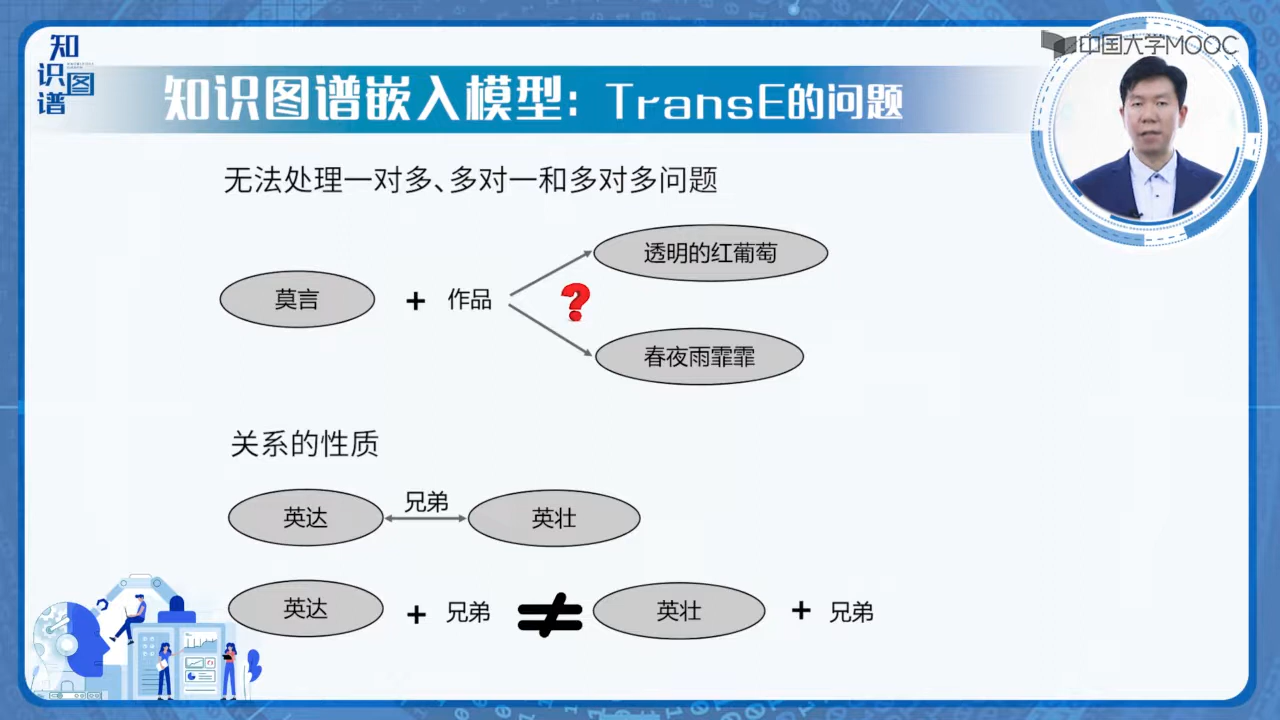 知识图谱
中国大学MOOC
知识图谱嵌入模型：TransE的问题
无法处理一对多、多对一和多对多问题
透明的红葡萄
莫言 + 作品 ?
春夜雨霏霏
关系的性质
英达 兄弟 英壮
英达 + 兄弟 ≠ 英壮 + 兄弟